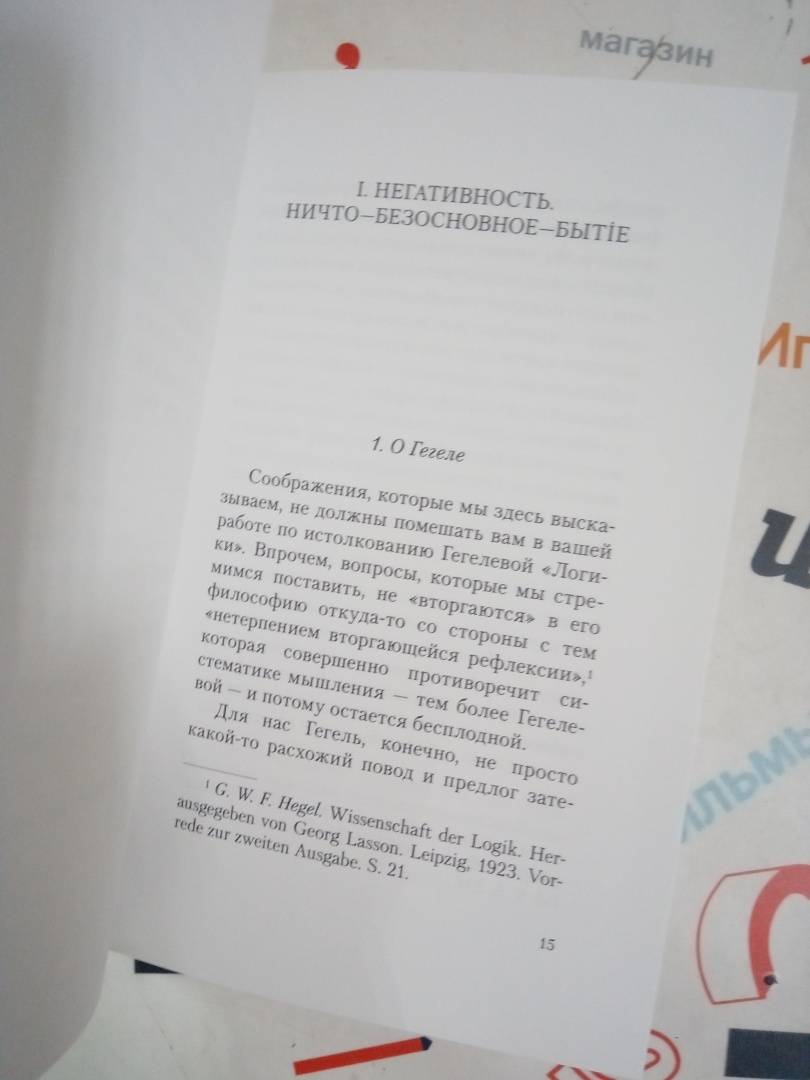 магазин
I. НЕГАТИВНОСТЬ.
НИЧТО—БЕЗОСНОВНОЕ—БЫТІЕ
1. О Гегеле
Соображения, которые мы здесь выска-
зываем, не должны помешать вам в вашей
работе по истолкованию Гегелевой «Логи-
ки». Впрочем, вопросы, которые мы стре-
мимся поставить, не «вторгаются» в его
философию откуда-то со стороны с тем
«нетерпением вторгающейся рефлексии»,¹
которая совершенно противоречит си-
стематике мышления — тем более Гегеле-
вой — и потому остается бесплодной.
Для нас Гегель, конечно, не просто
какой-то расхожий повод и предлог зате-
¹ G. W. F. Hegel. Wissenschaft der Logik. Her-
ausgegeben von Georg Lasson. Leipzig, 1923. Vor-
rede zur zweiten Ausgabe. S. 21.
15